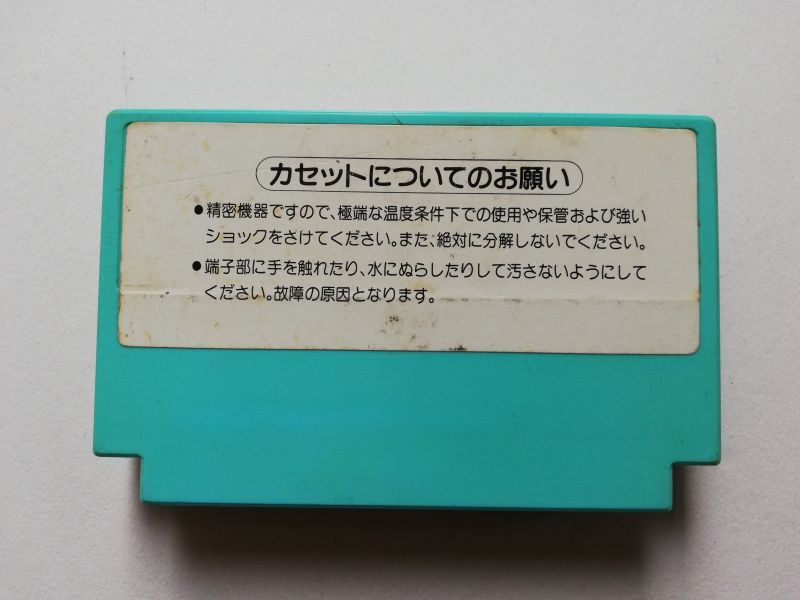 カセットについてのお願い
●精密機器ですので、極端な温度条件下での使用や保管および強い
ショックをさけてください。また、絶対に分解しないでください。
●端子部に手を触れたり、水にぬらしたりして汚さないようにして
ください。故障の原因となります。